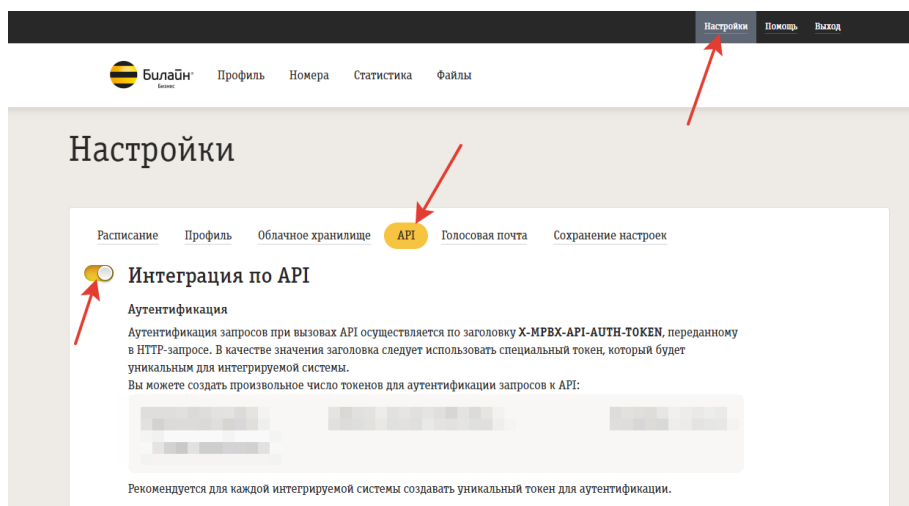 Настройки Помощь Выход
Билайн Профиль Номера Статистика Файлы
Бизнес
Настройки
Расписание Профиль Облачное хранилище API Голосовая почта Сохранение настроек
Интеграция по API
Аутентификация
Аутентификация запросов при вызовах API осуществляется по заголовку X-MPBX-API-AUTH-TOKEN, переданному
в HTTP-запросе. В качестве значения заголовка следует использовать специальный токен, который будет
уникальным для интегрируемой системы.
Вы можете создать произвольное число токенов для аутентификации запросов к API:
Рекомендуется для каждой интегрируемой системы создавать уникальный токен для аутентификации.